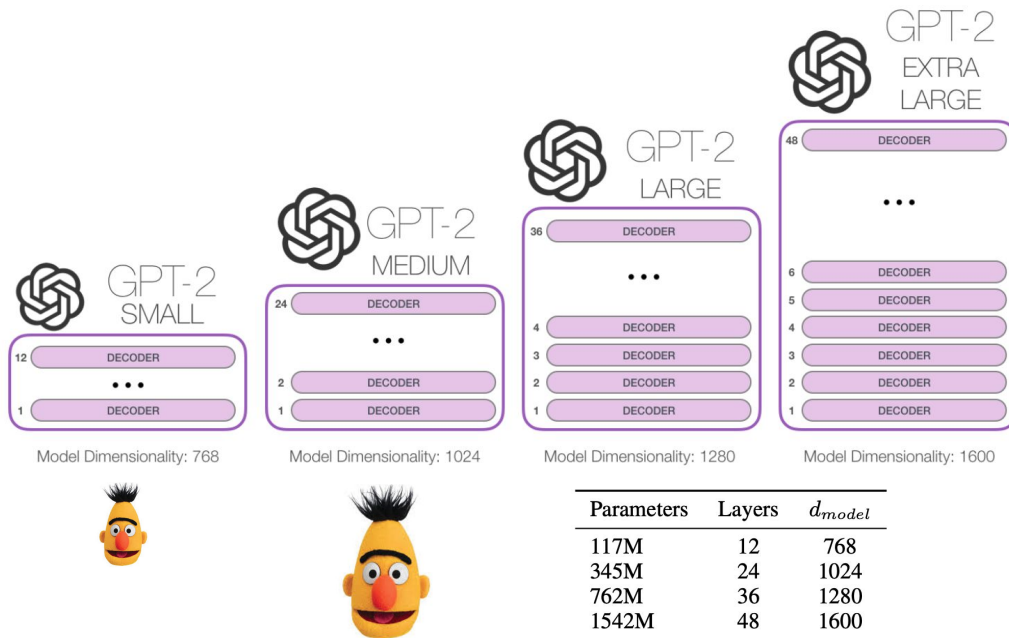 GPT-2
SMALL
12 DECODER
...
1 DECODER
Model Dimensionality: 768
GPT-2
MEDIUM
24 DECODER
...
2 DECODER
1 DECODER
Model Dimensionality: 1024
GPT-2
LARGE
36 DECODER
...
4 DECODER
3 DECODER
2 DECODER
1 DECODER
Model Dimensionality: 1280
GPT-2
EXTRA
LARGE
48 DECODER
...
6 DECODER
5 DECODER
4 DECODER
3 DECODER
2 DECODER
1 DECODER
Model Dimensionality: 1600
Parameters Layers d_model
117M 12 768
345M 24 1024
762M 36 1280
1542M 48 1600